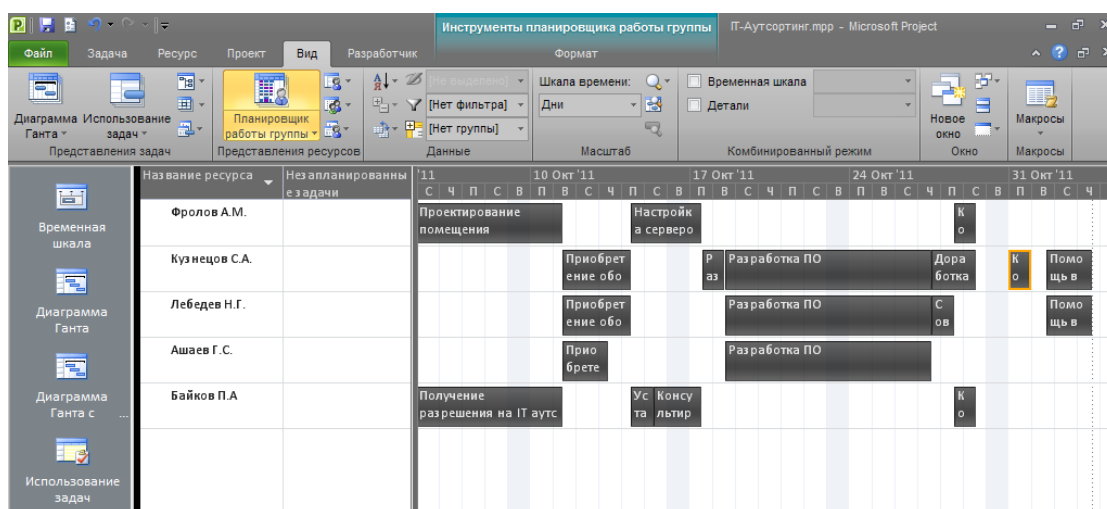 Инструменты планировщика работы группы
IT-Аутсортинг.mpp - Microsoft Project
Файл Задача Ресурс Проект Вид Разработчик Формат
Диаграмма Ганта
Использование задач
Представления задач
Планировщик работы группы
Представления ресурсов
[Не выделено]
[Нет фильтра]
[Нет группы]
Данные
Шкала времени:
Дни
Масштаб
Временная шкала
Детали
Комбинированный режим
Новое окно
Окно
Макросы
Макросы
Временная шкала
Диаграмма Ганта
Диаграмма Ганта с ...
Использование задач
Название ресурса
Незапланированны
е задачи
'11 10 Окт '11 17 Окт '11 24 Окт '11 31 Окт '11
С Ч П С В П В С Ч П С В П В С Ч П С В П В С Ч П С В П В С Ч
Фролов А.М.
Проектирование
помещения
Настройк
а серверо
К
о
Кузнецов С.А.
Приобрет
ение обо
Р
аз
Разработка ПО
Дора
ботка
К
о
Помо
щь в
Лебедев Н.Г.
Приобрет
ение обо
Разработка ПО
С
ов
Помо
щь в
Ашаев Г.С.
Прио
брете
Разработка ПО
Байков П.А
Получение
разрешения на IT аутс
Ус
та
Консу
льтир
К
о